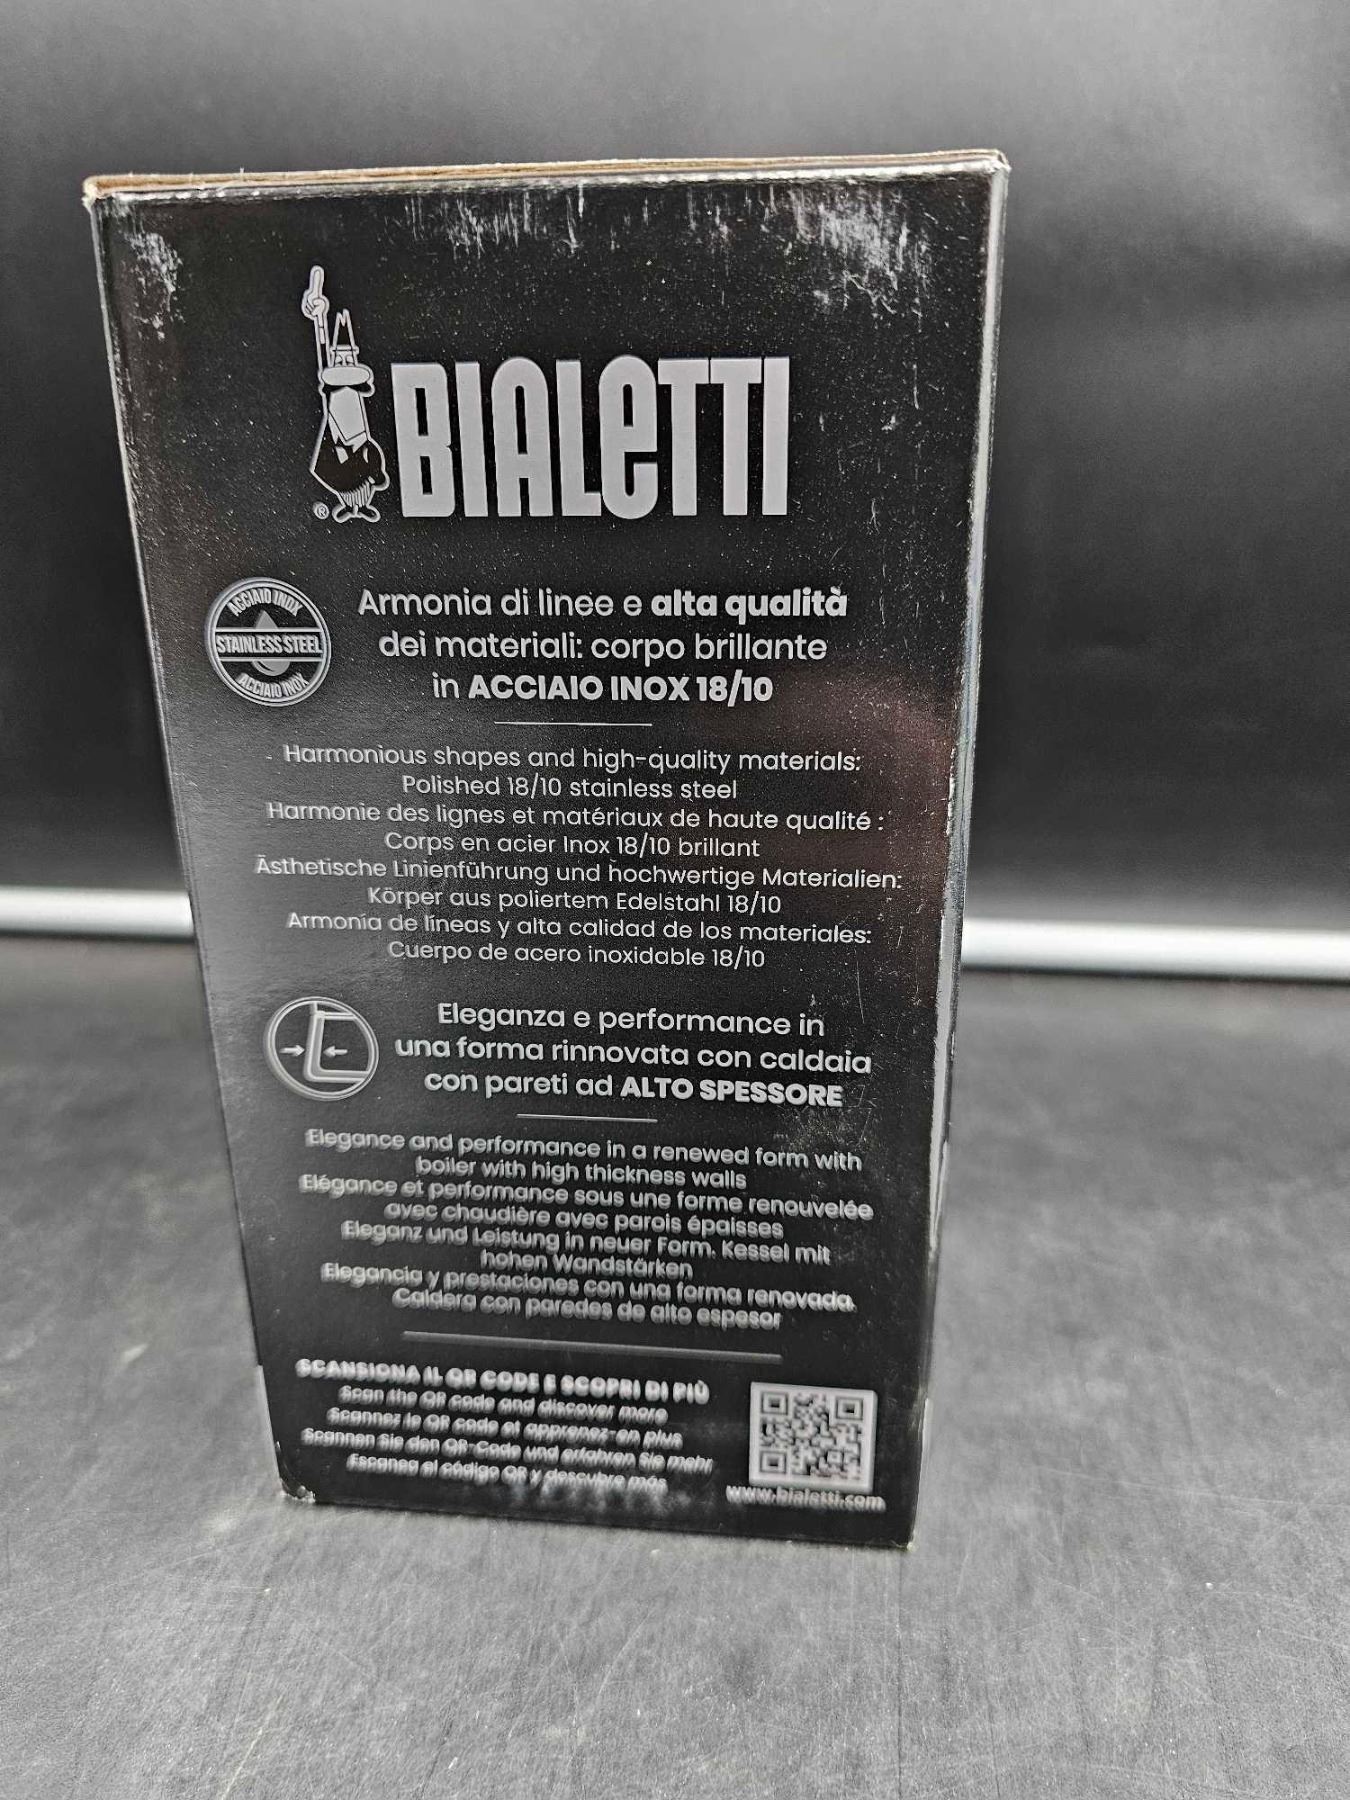 BIALETTI
®
ACCIAIO INOX
STAINLESS STEEL
ACCIAIO INOX
Armonia di linee e alta qualità
dei materiali: corpo brillante
in ACCIAIO INOX 18/10
Harmonious shapes and high-quality materials:
Polished 18/10 stainless steel
Harmonie des lignes et matériaux de haute qualité :
Corps en acier Inox 18/10 brillant
Ästhetische Linienführung und hochwertige Materialien:
Körper aus poliertem Edelstahl 18/10
Armonía de líneas y alta calidad de los materiales:
Cuerpo de acero inoxidable 18/10
Eleganza e performance in
una forma rinnovata con caldaia
con pareti ad ALTO SPESSORE
Elegance and performance in a renewed form with
boiler with high thickness walls
Elégance et performance sous une forme renouvelée
avec chaudière avec parois épaisses
Eleganz und Leistung in neuer Form. Kessel mit
hohen Wandstärken
Elegancia y prestaciones con una forma renovada.
Caldera con paredes de alto espesor
SCANSIONA IL QR CODE E SCOPRI DI PIÙ
Scan the QR code and discover more
Scannez le QR code et apprenez-en plus
Scannen Sie den QR-Code und erfahren Sie mehr
Escanea el código QR y descubre más
www.bialetti.com